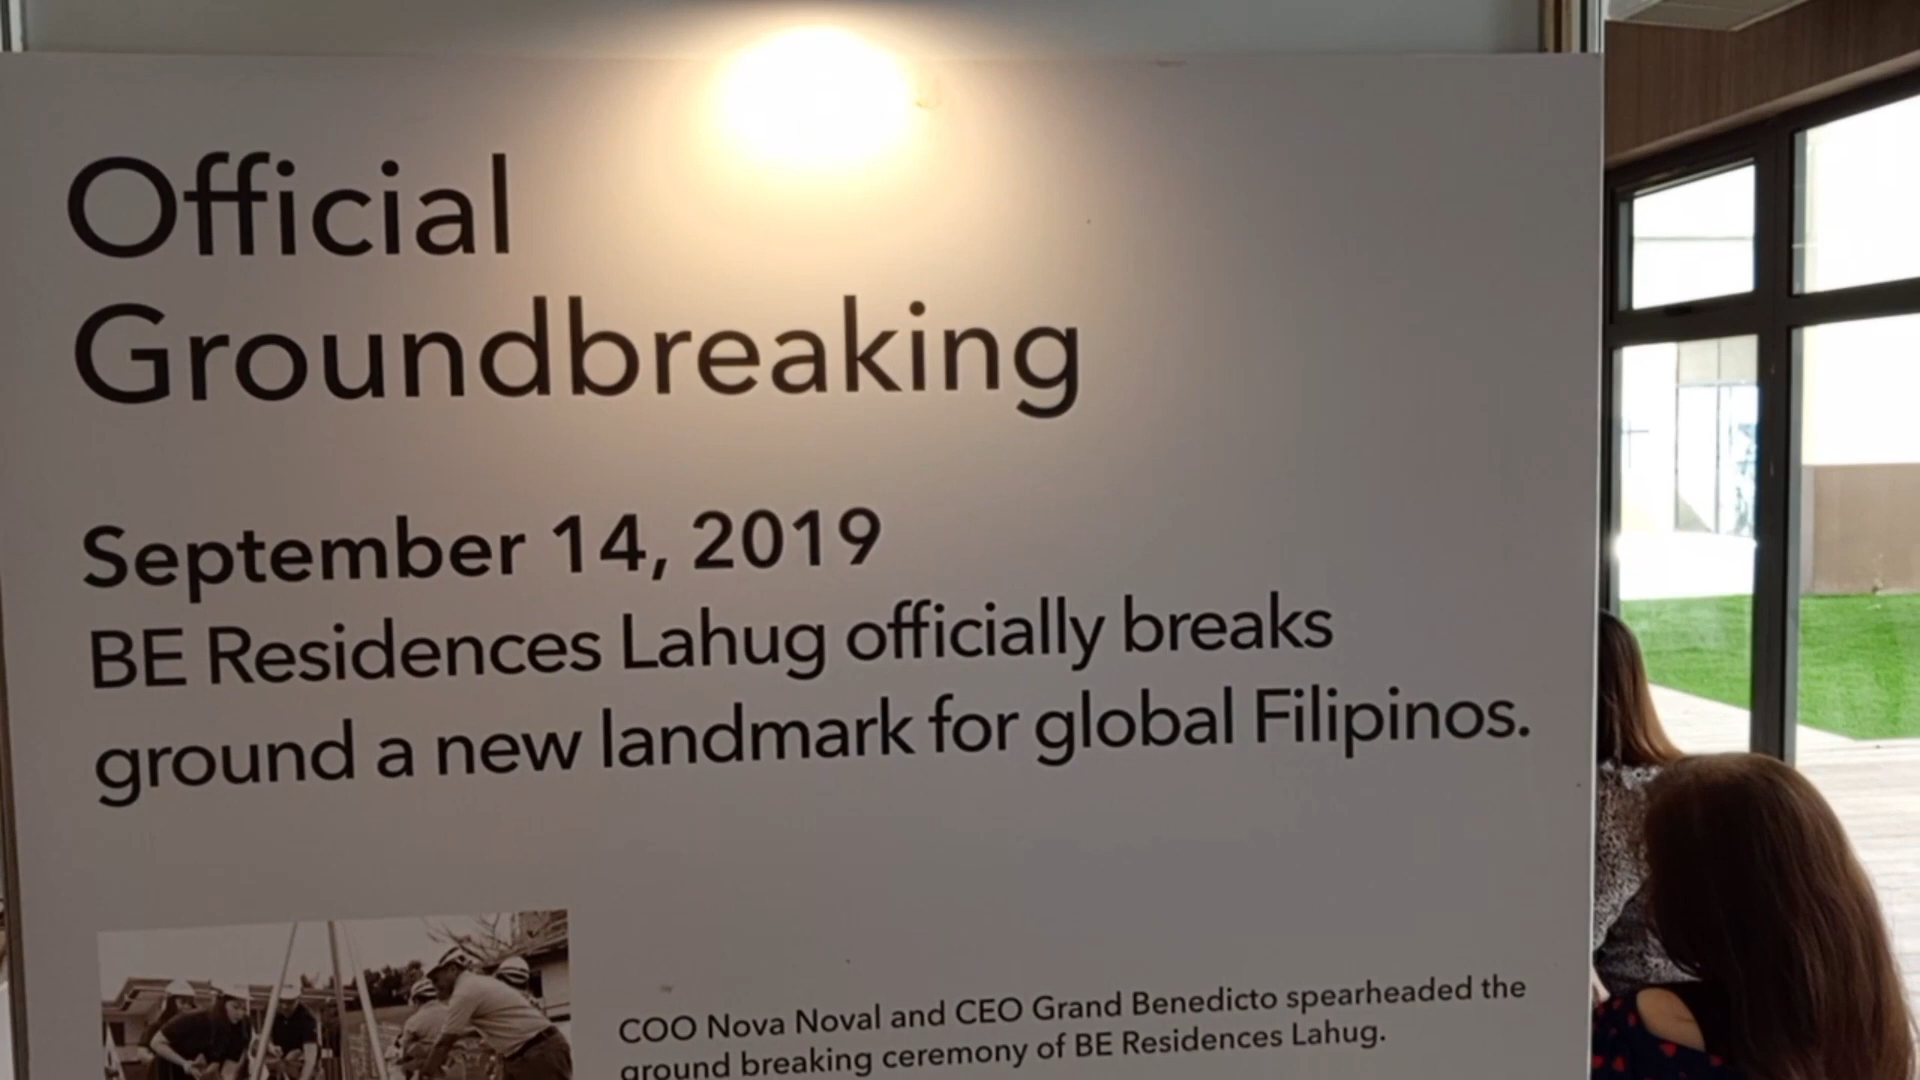 Official
Groundbreaking
September 14, 2019
BE Residences Lahug officially breaks
ground a new landmark for global Filipinos.
COO Nova Noval and CEO Grand Benedicto spearheaded the
ground breaking ceremony of BE Residences Lahug.